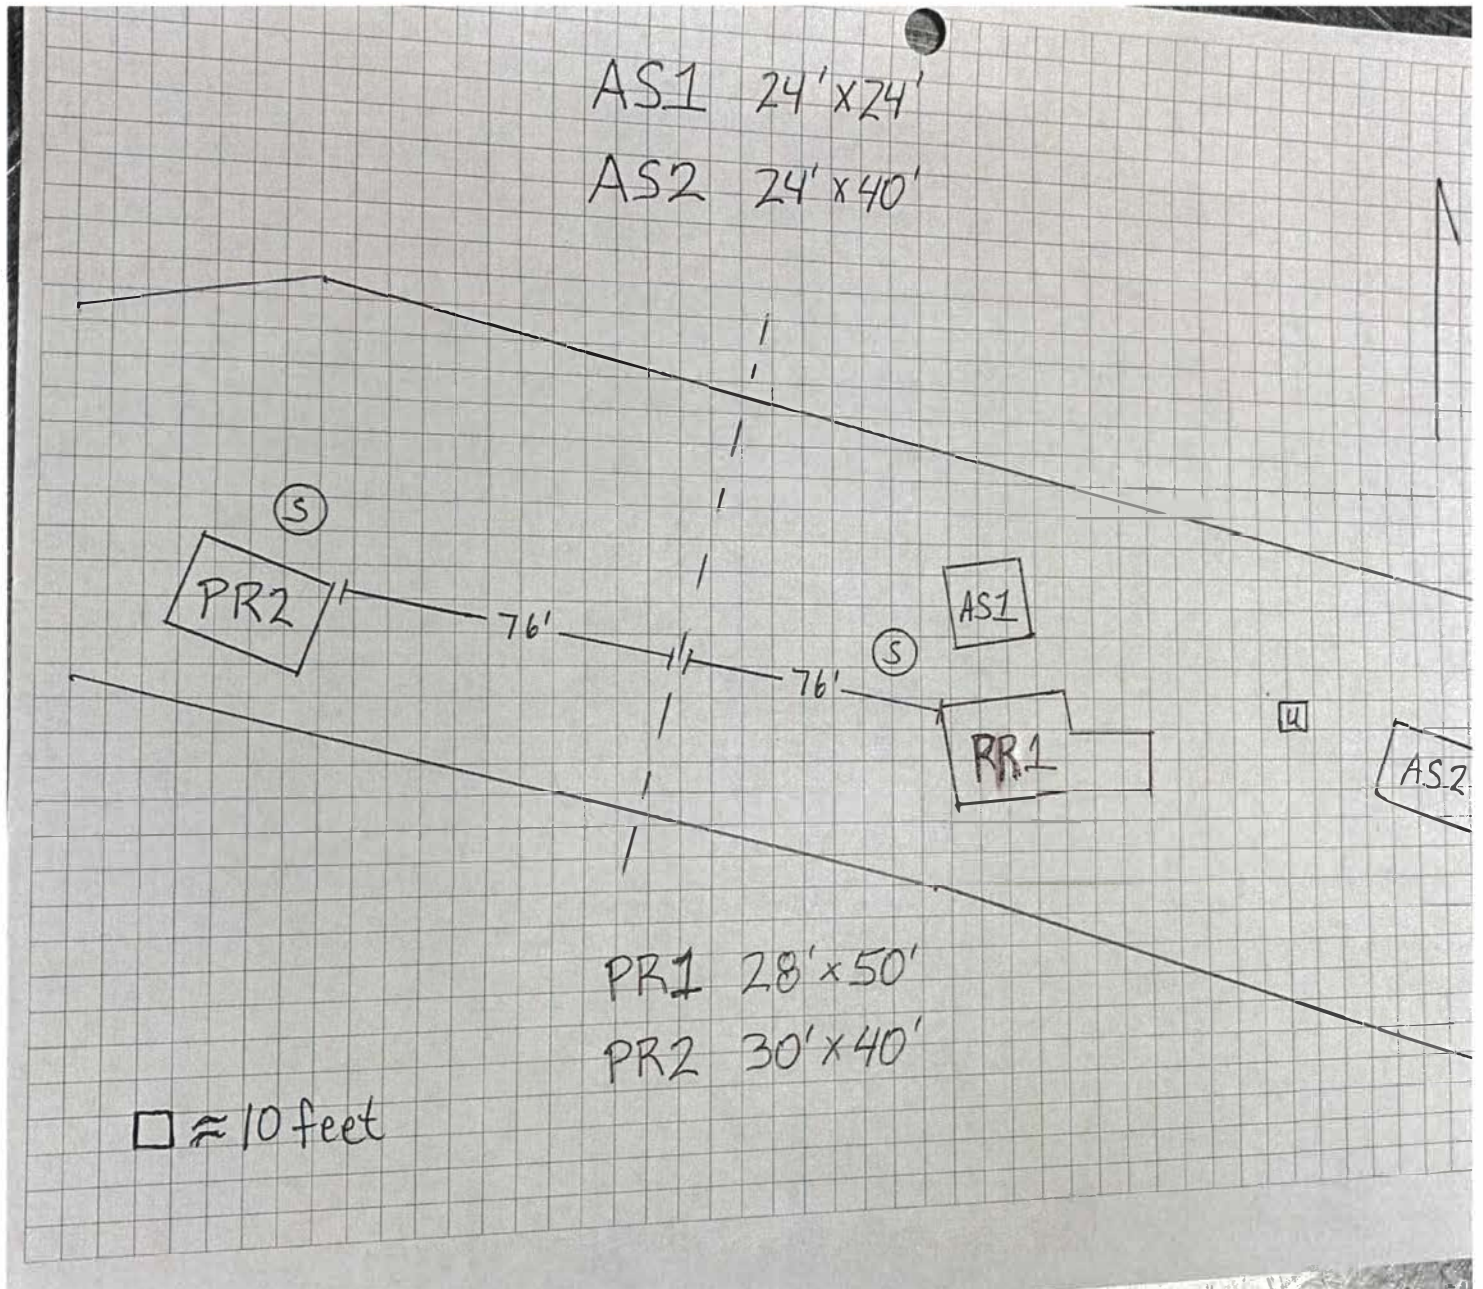 AS1 24'x24'
AS2 24'x40'
S
PR2
76'
AS1
S
76'
RR1
U
AS2
PR1 28'x50'
PR2 30'x40'
□ ≈ 10 feet